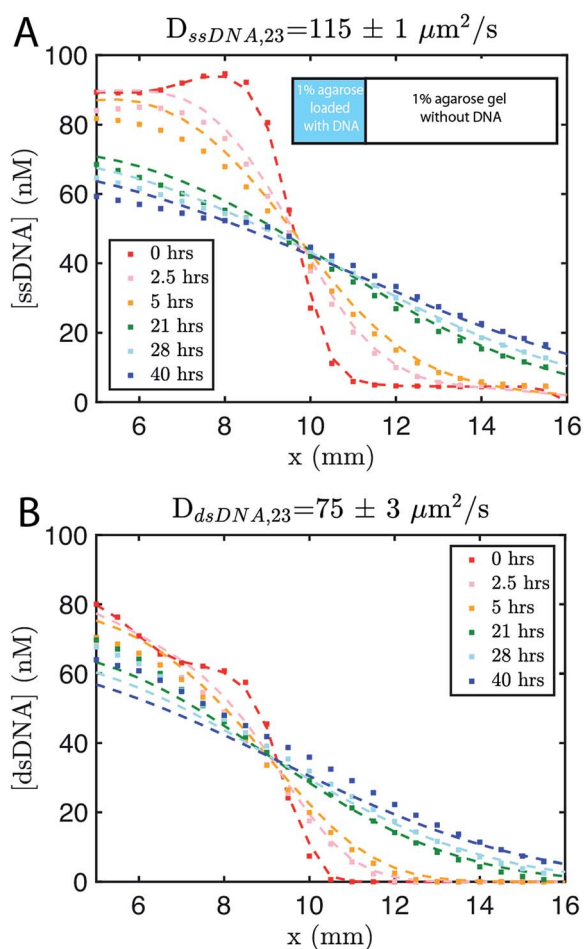 A
D_ssDNA,23=115 ± 1 μm²/s
100
80
60
40
20
0
[ssDNA] (nM)
1% agarose
loaded
with DNA
1% agarose gel
without DNA
0 hrs
2.5 hrs
5 hrs
21 hrs
28 hrs
40 hrs
6 8 10 12 14 16
x (mm)
B
D_dsDNA,23=75 ± 3 μm²/s
100
80
60
40
20
0
[dsDNA] (nM)
0 hrs
2.5 hrs
5 hrs
21 hrs
28 hrs
40 hrs
6 8 10 12 14 16
x (mm)